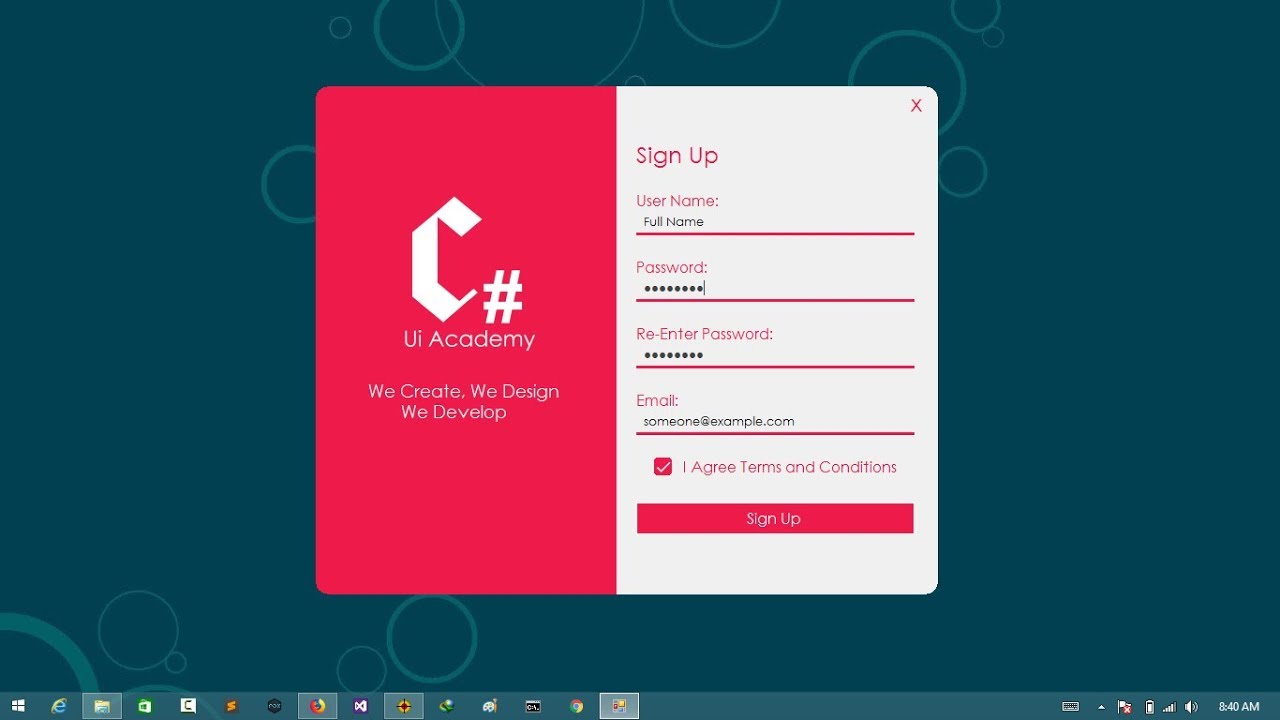 C#
Ui Academy
We Create, We Design
We Develop
X
Sign Up
User Name:
Full Name
Password:
••••••••
Re-Enter Password:
••••••••
Email:
someone@example.com
I Agree Terms and Conditions
Sign Up
8:40 AM